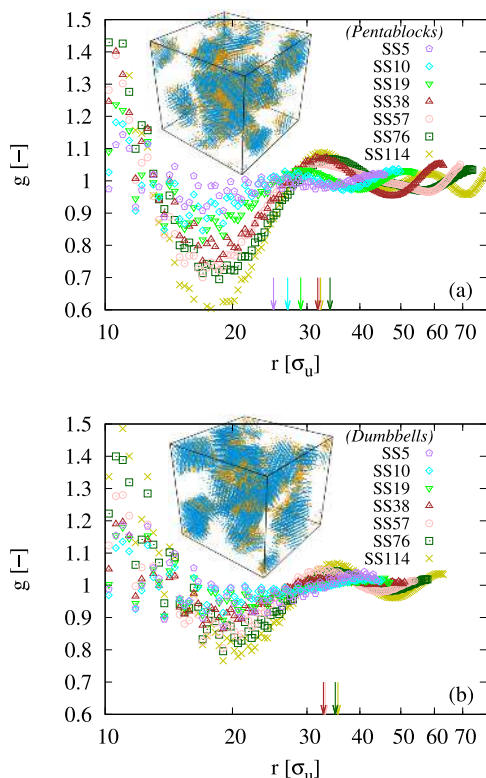 (Pentablocks)
SS5
SS10
SS19
SS38
SS57
SS76
SS114
1.5
1.4
1.3
1.2
1.1
1.0
0.9
0.8
0.7
0.6
g [-]
(a)
10 20 30 40 50 60 70
r [σu]
(Dumbbells)
SS5
SS10
SS19
SS38
SS57
SS76
SS114
1.5
1.4
1.3
1.2
1.1
1
0.9
0.8
0.7
0.6
g [-]
(b)
10 20 30 40 50 60 70
r [σu]